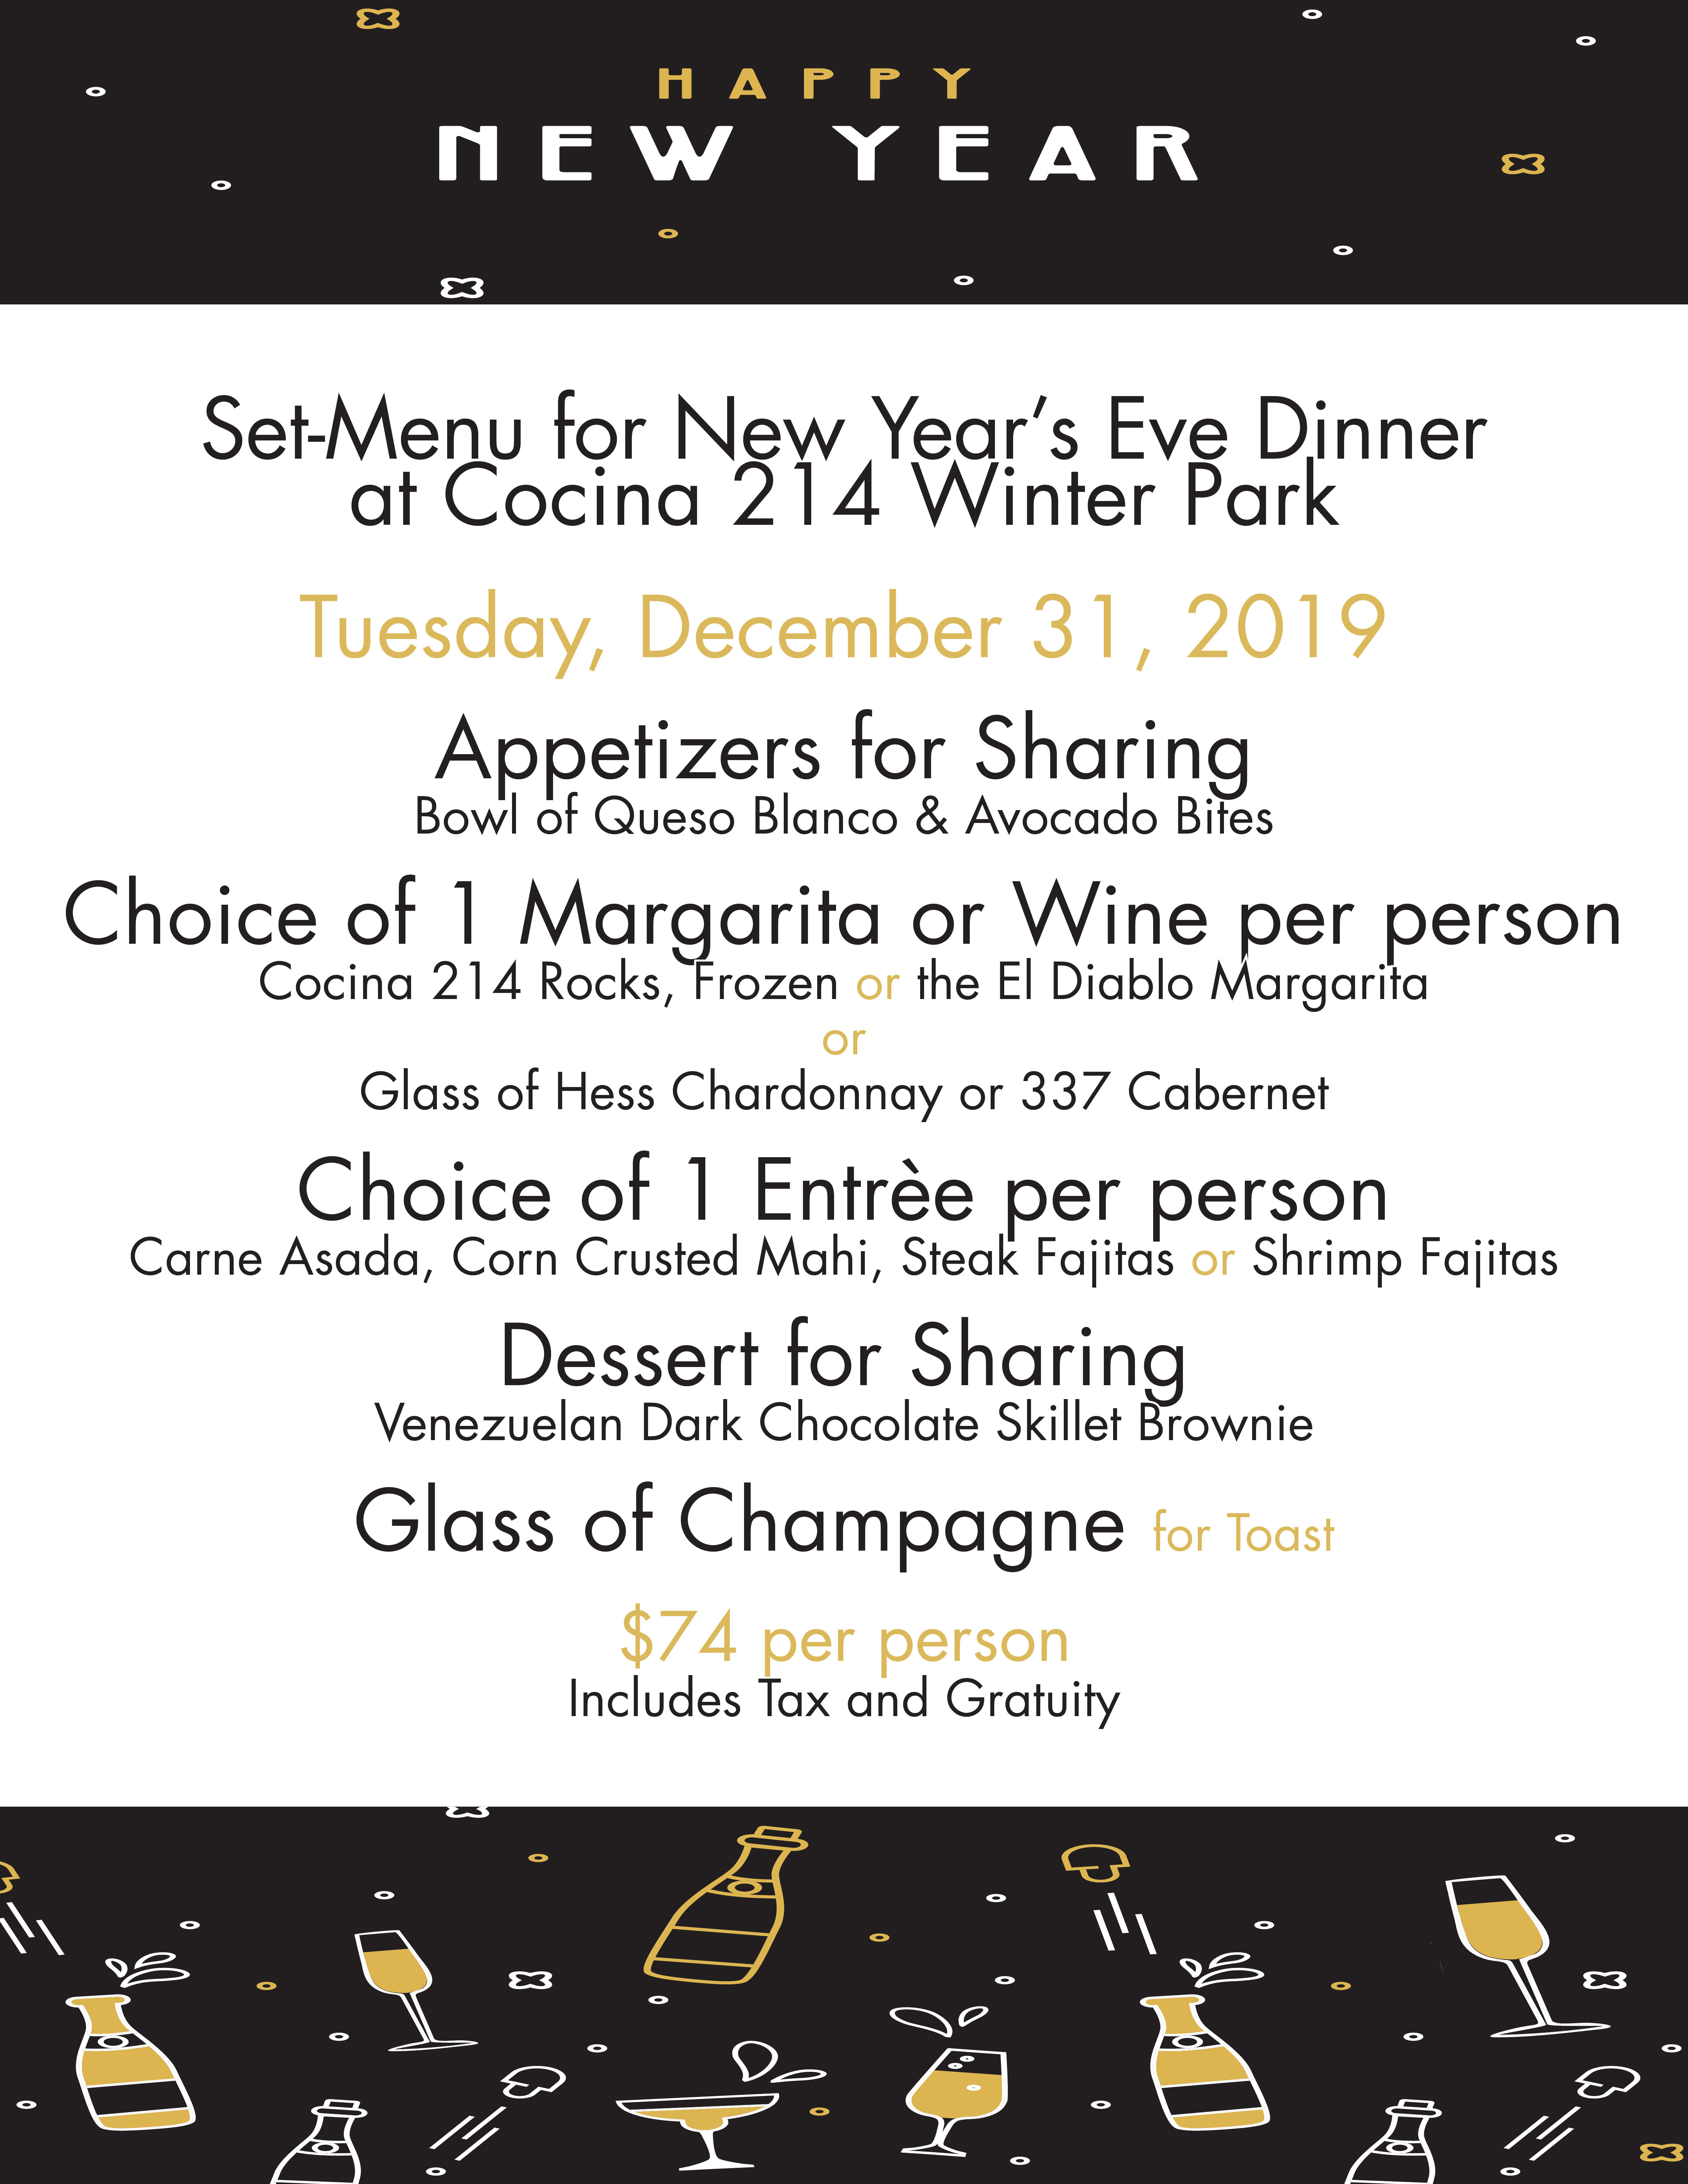 HAPPY
NEW YEAR
Set-Menu for New Year’s Eve Dinner
at Cocina 214 Winter Park
Tuesday, December 31, 2019
Appetizers for Sharing
Bowl of Queso Blanco & Avocado Bites
Choice of 1 Margarita or Wine per person
Cocina 214 Rocks, Frozen or the El Diablo Margarita
or
Glass of Hess Chardonnay or 337 Cabernet
Choice of 1 Entrèe per person
Carne Asada, Corn Crusted Mahi, Steak Fajitas or Shrimp Fajitas
Dessert for Sharing
Venezuelan Dark Chocolate Skillet Brownie
Glass of Champagne for Toast
$74 per person
Includes Tax and Gratuity